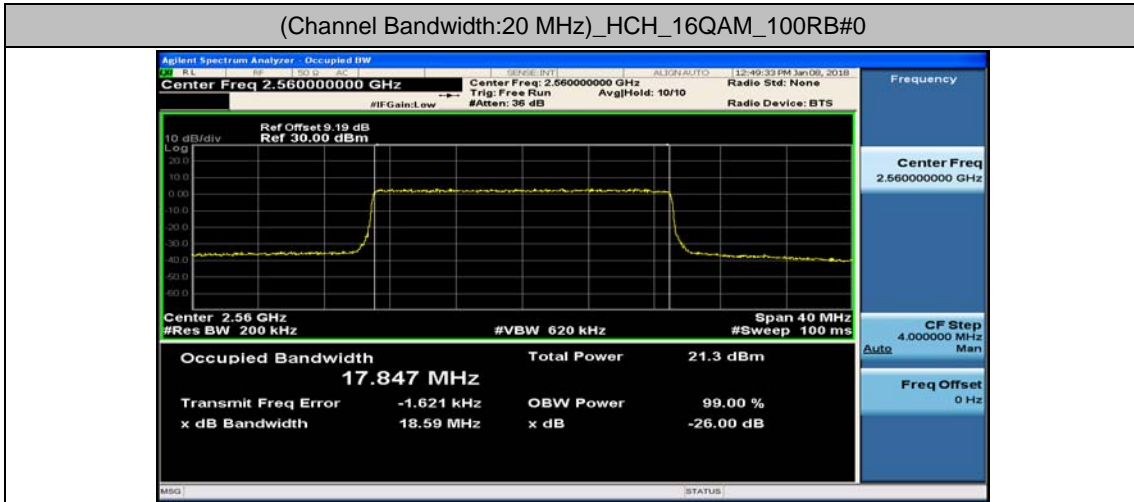 (Channel Bandwidth:20 MHz)_HCH_16QAM_100RB#0
Agilent Spectrum Analyzer - Occupied BW
RL RF 50 Ω AC SENSE:INT ALIGN AUTO 12:49:33 PM Jan 08, 2018
Center Freq 2.560000000 GHz
Center Freq: 2.560000000 GHz
Radio Std: None
Trig: Free Run Avg|Hold: 10/10
#IFGain:Low
#Atten: 36 dB
Radio Device: BTS
Frequency
Ref Offset 9.19 dB
10 dB/div Ref 30.00 dBm
Log
20.0
10.0
0.00
-10.0
-20.0
-30.0
-40.0
-50.0
-60.0
Center Freq
2.560000000 GHz
Center 2.56 GHz Span 40 MHz
#Res BW 200 kHz #VBW 620 kHz #Sweep 100 ms
CF Step
4.000000 MHz
Auto Man
Freq Offset
0 Hz
Occupied Bandwidth Total Power 21.3 dBm
17.847 MHz
Transmit Freq Error -1.621 kHz OBW Power 99.00 %
x dB Bandwidth 18.59 MHz x dB -26.00 dB
MSG STATUS